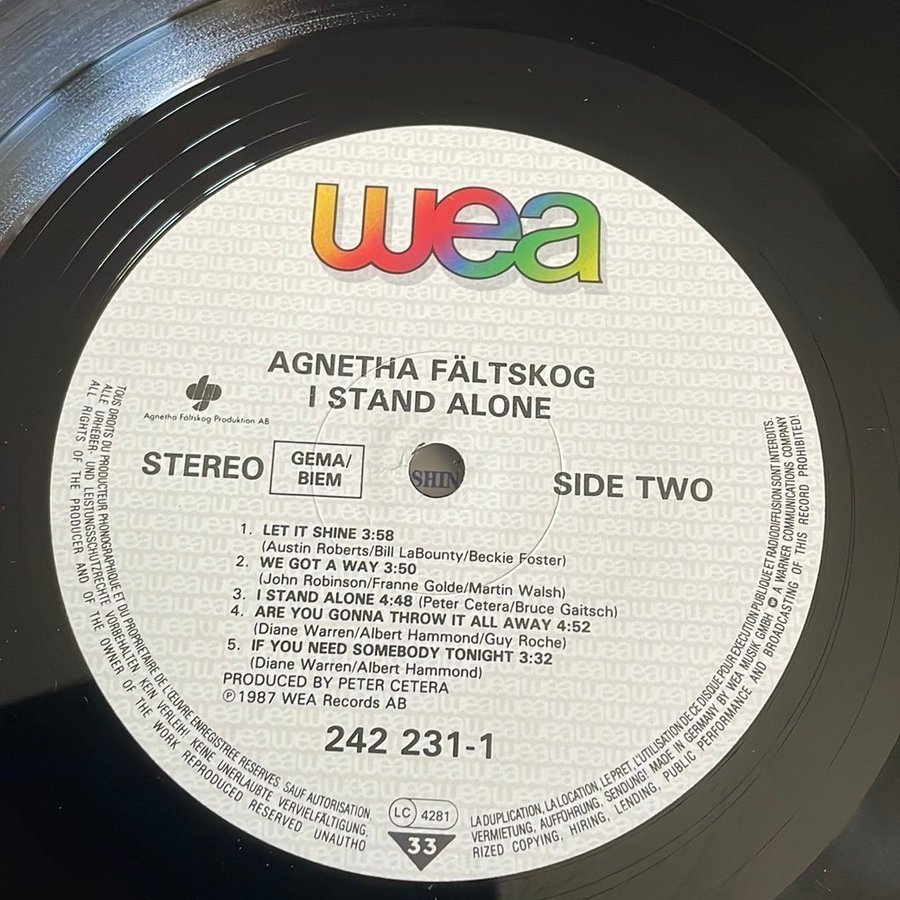 wea
AGNETHA FÄLTSKOG
I STAND ALONE
Agnetha Fältskog Produktion AB
STEREO
GEMA/
BIEM
SHIN
SIDE TWO
1. LET IT SHINE 3:58
(Austin Roberts/Bill LaBounty/Beckie Foster)
2. WE GOT A WAY 3:50
(John Robinson/Franne Golde/Martin Walsh)
3. I STAND ALONE 4:48 (Peter Cetera/Bruce Gaitsch)
4. ARE YOU GONNA THROW IT ALL AWAY 4:52
(Diane Warren/Albert Hammond/Guy Roche)
5. IF YOU NEED SOMEBODY TONIGHT 3:32
(Diane Warren/Albert Hammond)
PRODUCED BY PETER CETERA
℗ 1987 WEA Records AB
242 231-1
LC 4281
33
TOUS DROITS DU PRODUCTEUR PHONOGRAPHIQUE ET DU PROPRIETAIRE DE L'ŒUVRE ENREGISTREE RESERVES. SAUF AUTORISATION,
LA DUPLICATION, LA LOCATION, LE PRET, L'UTILISATION DE CE DISQUE POUR EXECUTION PUBLIQUE ET RADIODIFFUSION SONT INTERDITS.
ALLE URHEBER- UND LEISTUNGSSCHUTZRECHTE VORBEHALTEN. KEIN VERLEIH! KEINE UNERLAUBTE VERVIELFÄLTIGUNG,
VERMIETUNG, AUFFÜHRUNG, SENDUNG! MADE IN GERMANY BY WEA MUSIK GMBH A WARNER COMMUNICATIONS COMPANY
ALL RIGHTS OF THE PRODUCER AND OF THE OWNER OF THE WORK REPRODUCED RESERVED UNAUTHO
RIZED COPYING, HIRING, LENDING, PUBLIC PERFORMANCE AND BROADCASTING OF THIS RECORD PROHIBITED!